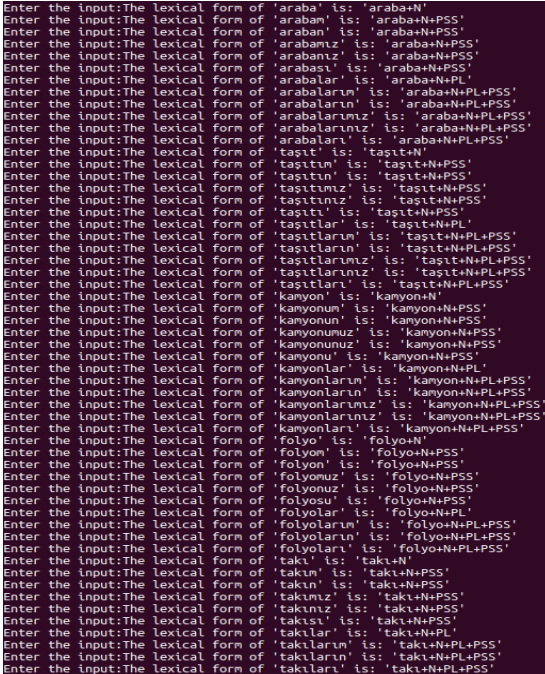 Enter the input:The lexical form of 'araba' is: 'araba+N'
Enter the input:The lexical form of 'arabam' is: 'araba+N+PSS'
Enter the input:The lexical form of 'araban' is: 'araba+N+PSS'
Enter the input:The lexical form of 'arabamız' is: 'araba+N+PSS'
Enter the input:The lexical form of 'arabanız' is: 'araba+N+PSS'
Enter the input:The lexical form of 'arabası' is: 'araba+N+PSS'
Enter the input:The lexical form of 'arabalar' is: 'araba+N+PL'
Enter the input:The lexical form of 'arabalarım' is: 'araba+N+PL+PSS'
Enter the input:The lexical form of 'arabaların' is: 'araba+N+PL+PSS'
Enter the input:The lexical form of 'arabalarımız' is: 'araba+N+PL+PSS'
Enter the input:The lexical form of 'arabalarınız' is: 'araba+N+PL+PSS'
Enter the input:The lexical form of 'arabaları' is: 'araba+N+PL+PSS'
Enter the input:The lexical form of 'taşıt' is: 'taşıt+N'
Enter the input:The lexical form of 'taşıtım' is: 'taşıt+N+PSS'
Enter the input:The lexical form of 'taşıtın' is: 'taşıt+N+PSS'
Enter the input:The lexical form of 'taşıtımız' is: 'taşıt+N+PSS'
Enter the input:The lexical form of 'taşıtınız' is: 'taşıt+N+PSS'
Enter the input:The lexical form of 'taşıtı' is: 'taşıt+N+PSS'
Enter the input:The lexical form of 'taşıtlar' is: 'taşıt+N+PL'
Enter the input:The lexical form of 'taşıtlarım' is: 'taşıt+N+PL+PSS'
Enter the input:The lexical form of 'taşıtların' is: 'taşıt+N+PL+PSS'
Enter the input:The lexical form of 'taşıtlarımız' is: 'taşıt+N+PL+PSS'
Enter the input:The lexical form of 'taşıtlarınız' is: 'taşıt+N+PL+PSS'
Enter the input:The lexical form of 'taşıtları' is: 'taşıt+N+PL+PSS'
Enter the input:The lexical form of 'kamyon' is: 'kamyon+N'
Enter the input:The lexical form of 'kamyonum' is: 'kamyon+N+PSS'
Enter the input:The lexical form of 'kamyonun' is: 'kamyon+N+PSS'
Enter the input:The lexical form of 'kamyonumuz' is: 'kamyon+N+PSS'
Enter the input:The lexical form of 'kamyonunuz' is: 'kamyon+N+PSS'
Enter the input:The lexical form of 'kamyonu' is: 'kamyon+N+PSS'
Enter the input:The lexical form of 'kamyonlar' is: 'kamyon+N+PL'
Enter the input:The lexical form of 'kamyonlarım' is: 'kamyon+N+PL+PSS'
Enter the input:The lexical form of 'kamyonların' is: 'kamyon+N+PL+PSS'
Enter the input:The lexical form of 'kamyonlarımız' is: 'kamyon+N+PL+PSS'
Enter the input:The lexical form of 'kamyonlarınız' is: 'kamyon+N+PL+PSS'
Enter the input:The lexical form of 'kamyonları' is: 'kamyon+N+PL+PSS'
Enter the input:The lexical form of 'folyo' is: 'folyo+N'
Enter the input:The lexical form of 'folyom' is: 'folyo+N+PSS'
Enter the input:The lexical form of 'folyon' is: 'folyo+N+PSS'
Enter the input:The lexical form of 'folyomuz' is: 'folyo+N+PSS'
Enter the input:The lexical form of 'folyonuz' is: 'folyo+N+PSS'
Enter the input:The lexical form of 'folyosu' is: 'folyo+N+PSS'
Enter the input:The lexical form of 'folyolar' is: 'folyo+N+PL'
Enter the input:The lexical form of 'folyolarım' is: 'folyo+N+PL+PSS'
Enter the input:The lexical form of 'folyoların' is: 'folyo+N+PL+PSS'
Enter the input:The lexical form of 'folyoları' is: 'folyo+N+PL+PSS'
Enter the input:The lexical form of 'takı' is: 'takı+N'
Enter the input:The lexical form of 'takım' is: 'takı+N+PSS'
Enter the input:The lexical form of 'takın' is: 'takı+N+PSS'
Enter the input:The lexical form of 'takımız' is: 'takı+N+PSS'
Enter the input:The lexical form of 'takınız' is: 'takı+N+PSS'
Enter the input:The lexical form of 'takısı' is: 'takı+N+PSS'
Enter the input:The lexical form of 'takılar' is: 'takı+N+PL'
Enter the input:The lexical form of 'takılarım' is: 'takı+N+PL+PSS'
Enter the input:The lexical form of 'takıların' is: 'takı+N+PL+PSS'
Enter the input:The lexical form of 'takıları' is: 'takı+N+PL+PSS'